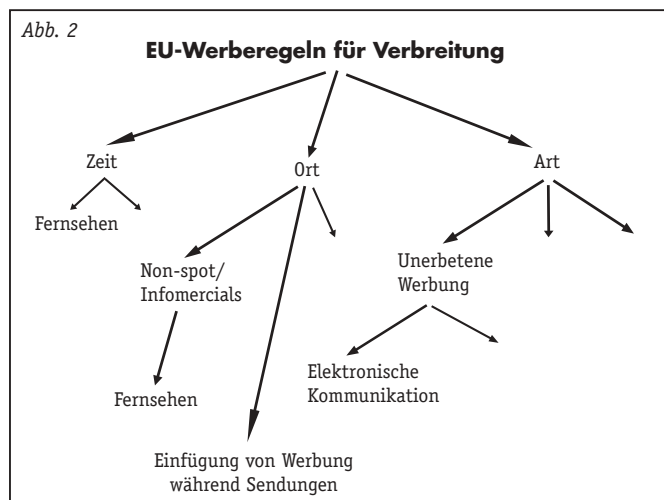 Abb. 2
EU-Werberegeln für Verbreitung
Zeit
Ort
Art
Fernsehen
Non-spot/
Infomercials
Unerbetene
Werbung
Fernsehen
Elektronische
Kommunikation
Einfügung von Werbung
während Sendungen